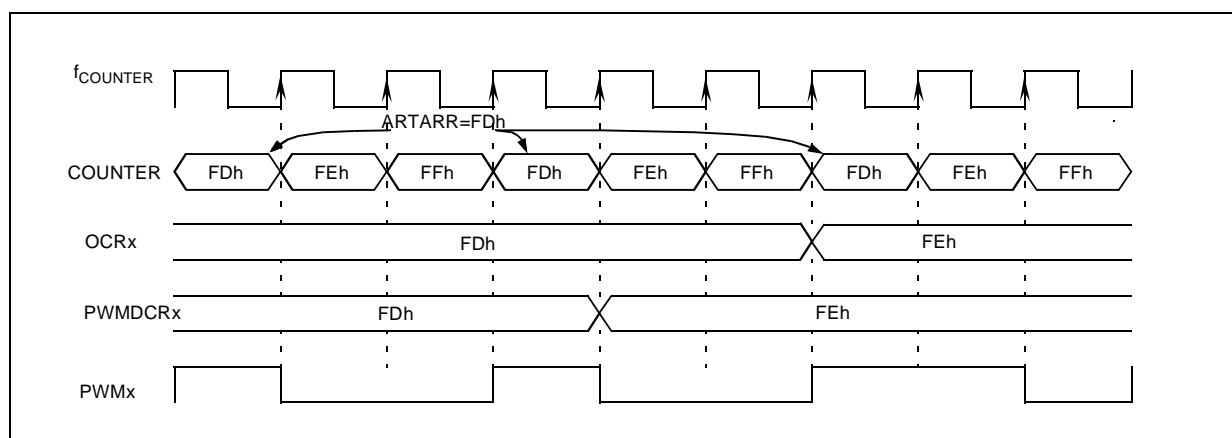 fCOUNTER
ARTARR=FDh
COUNTER FDh FEh FFh FDh FEh FFh FDh FEh FFh
OCRx FDh FEh
PWMDCRx FDh FEh
PWMx